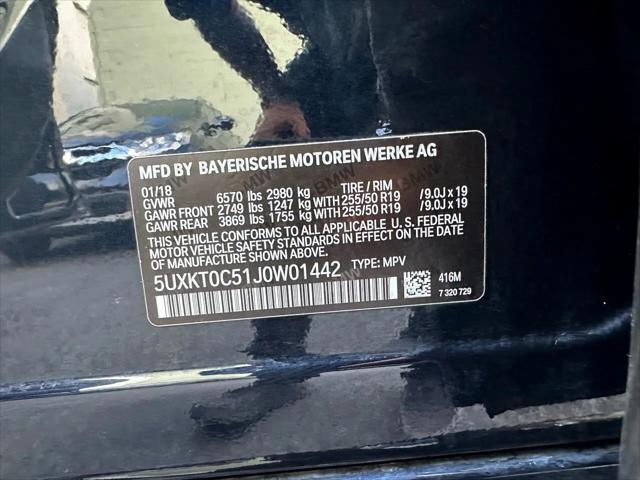 MFD BY BAYERISCHE MOTOREN WERKE AG
01/18 TIRE / RIM
GVWR 6570 lbs 2980 kg
GAWR FRONT 2749 lbs 1247 kg WITH 255/50 R19 /9.0J x 19
GAWR REAR 3869 lbs 1755 kg WITH 255/50 R19 /9.0J x 19
THIS VEHICLE CONFORMS TO ALL APPLICABLE U.S. FEDERAL
MOTOR VEHICLE SAFETY STANDARDS IN EFFECT ON THE DATE
OF MANUFACTURE SHOWN ABOVE.
5UXKT0C51J0W01442 TYPE: MPV
416M
7 320 729